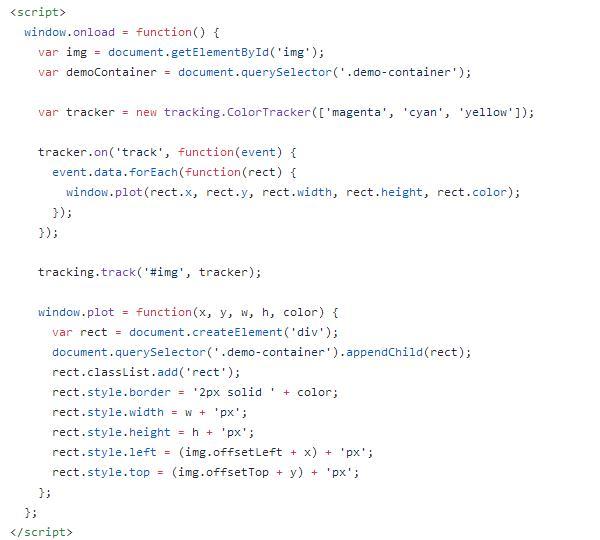 <script>
window.onload = function() {
var img = document.getElementById('img');
var demoContainer = document.querySelector('.demo-container');
var tracker = new tracking.ColorTracker(['magenta', 'cyan', 'yellow']);
tracker.on('track', function(event) {
event.data.forEach(function(rect) {
window.plot(rect.x, rect.y, rect.width, rect.height, rect.color);
});
});
tracking.track('#img', tracker);
window.plot = function(x, y, w, h, color) {
var rect = document.createElement('div');
document.querySelector('.demo-container').appendChild(rect);
rect.classList.add('rect');
rect.style.border = '2px solid ' + color;
rect.style.width = w + 'px';
rect.style.height = h + 'px';
rect.style.left = (img.offsetLeft + x) + 'px';
rect.style.top = (img.offsetTop + y) + 'px';
};
};
</script>